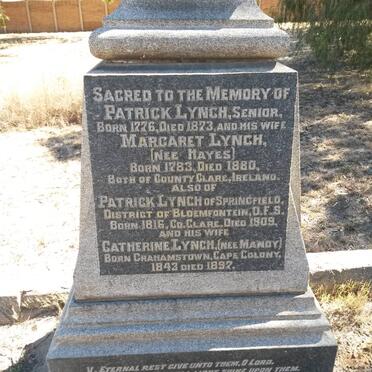 SACRED TO THE MEMORY OF
PATRICK LYNCH, SENIOR.
BORN 1776, DIED 1873, AND HIS WIFE
MARGARET LYNCH,
(NEE HAYES)
BORN 1783, DIED 1880,
BOTH OF COUNTY CLARE, IRELAND.
ALSO OF
PATRICK LYNCH OF SPRINGFIELD,
DISTRICT OF BLOEMFONTEIN, O.F.S.
BORN 1816, CO. CLARE. DIED 1909.
AND HIS WIFE
CATHERINE LYNCH, (NEE MANDY)
BORN GRAHAMSTOWN, CAPE COLONY,
1843 DIED 1897.
V. ETERNAL REST GIVE UNTO THEM, O LORD.
SHINE UPON THEM.